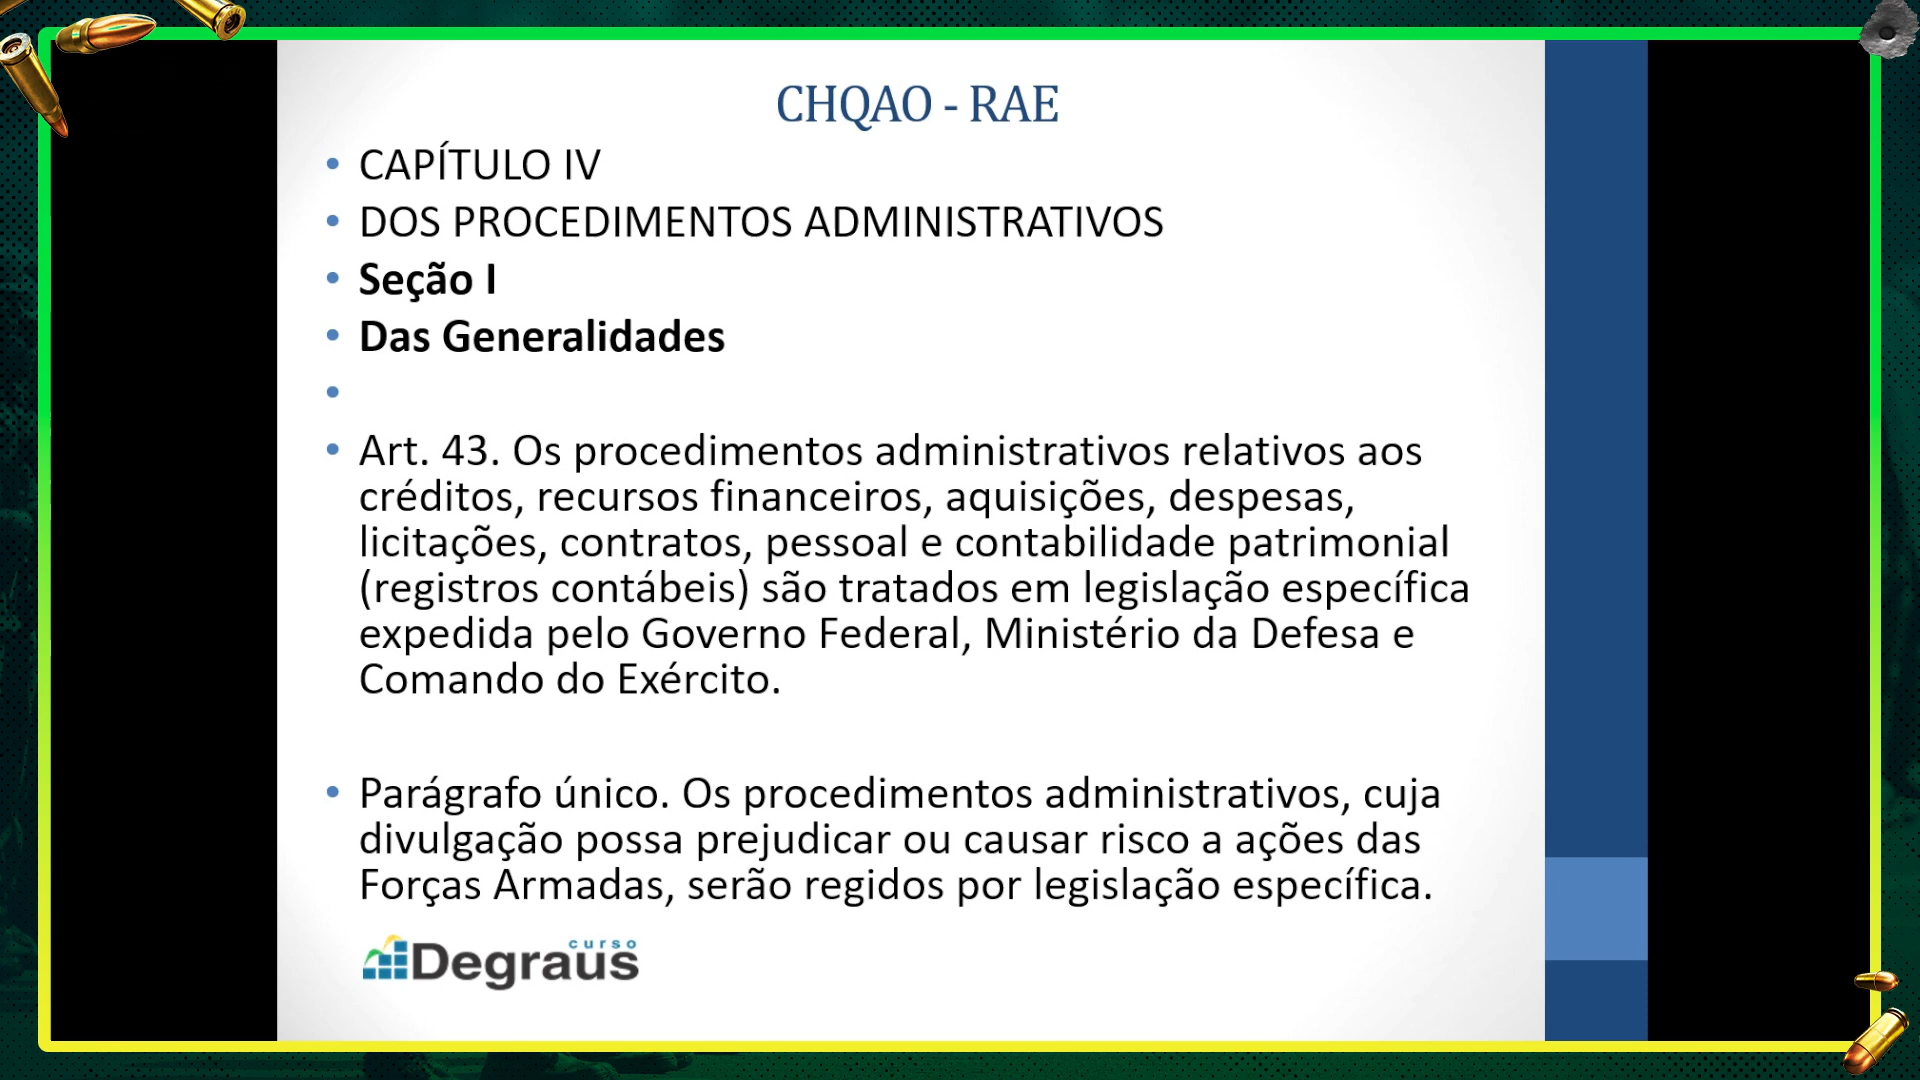 CHQAO - RAE
• CAPÍTULO IV
• DOS PROCEDIMENTOS ADMINISTRATIVOS
• Seção I
• Das Generalidades
•
• Art. 43. Os procedimentos administrativos relativos aos
créditos, recursos financeiros, aquisições, despesas,
licitações, contratos, pessoal e contabilidade patrimonial
(registros contábeis) são tratados em legislação específica
expedida pelo Governo Federal, Ministério da Defesa e
Comando do Exército.
• Parágrafo único. Os procedimentos administrativos, cuja
divulgação possa prejudicar ou causar risco a ações das
Forças Armadas, serão regidos por legislação específica.
curso
Degraus